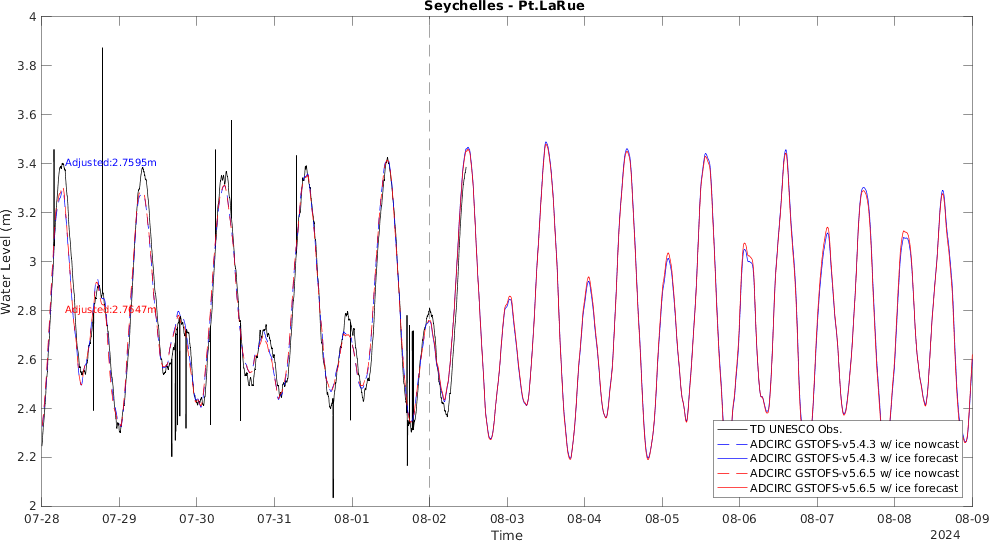 Seychelles - Pt.LaRue
4
3.8
3.6
3.4
3.2
3
2.8
2.6
2.4
2.2
2
Water Level (m)
Adjusted:2.7595m
Adjusted:2.7647m
TD UNESCO Obs.
ADCIRC GSTOFS-v5.4.3 w/ ice nowcast
ADCIRC GSTOFS-v5.4.3 w/ ice forecast
ADCIRC GSTOFS-v5.6.5 w/ ice nowcast
ADCIRC GSTOFS-v5.6.5 w/ ice forecast
07-28 07-29 07-30 07-31 08-01 08-02 08-03 08-04 08-05 08-06 08-07 08-08 08-09
Time
2024